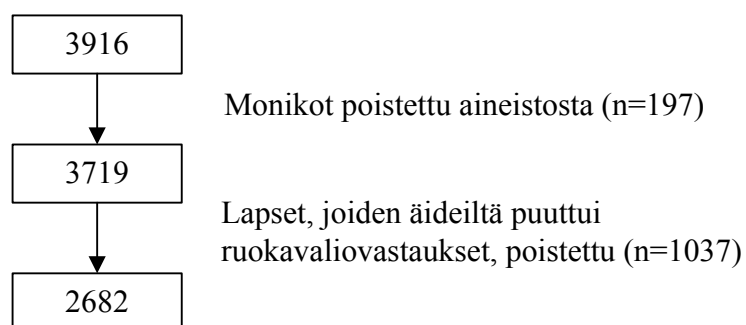 3916
Monikot poistettu aineistosta (n=197)
3719
Lapset, joiden äideiltä puuttui
ruokavaliovastaukset, poistettu (n=1037)
2682